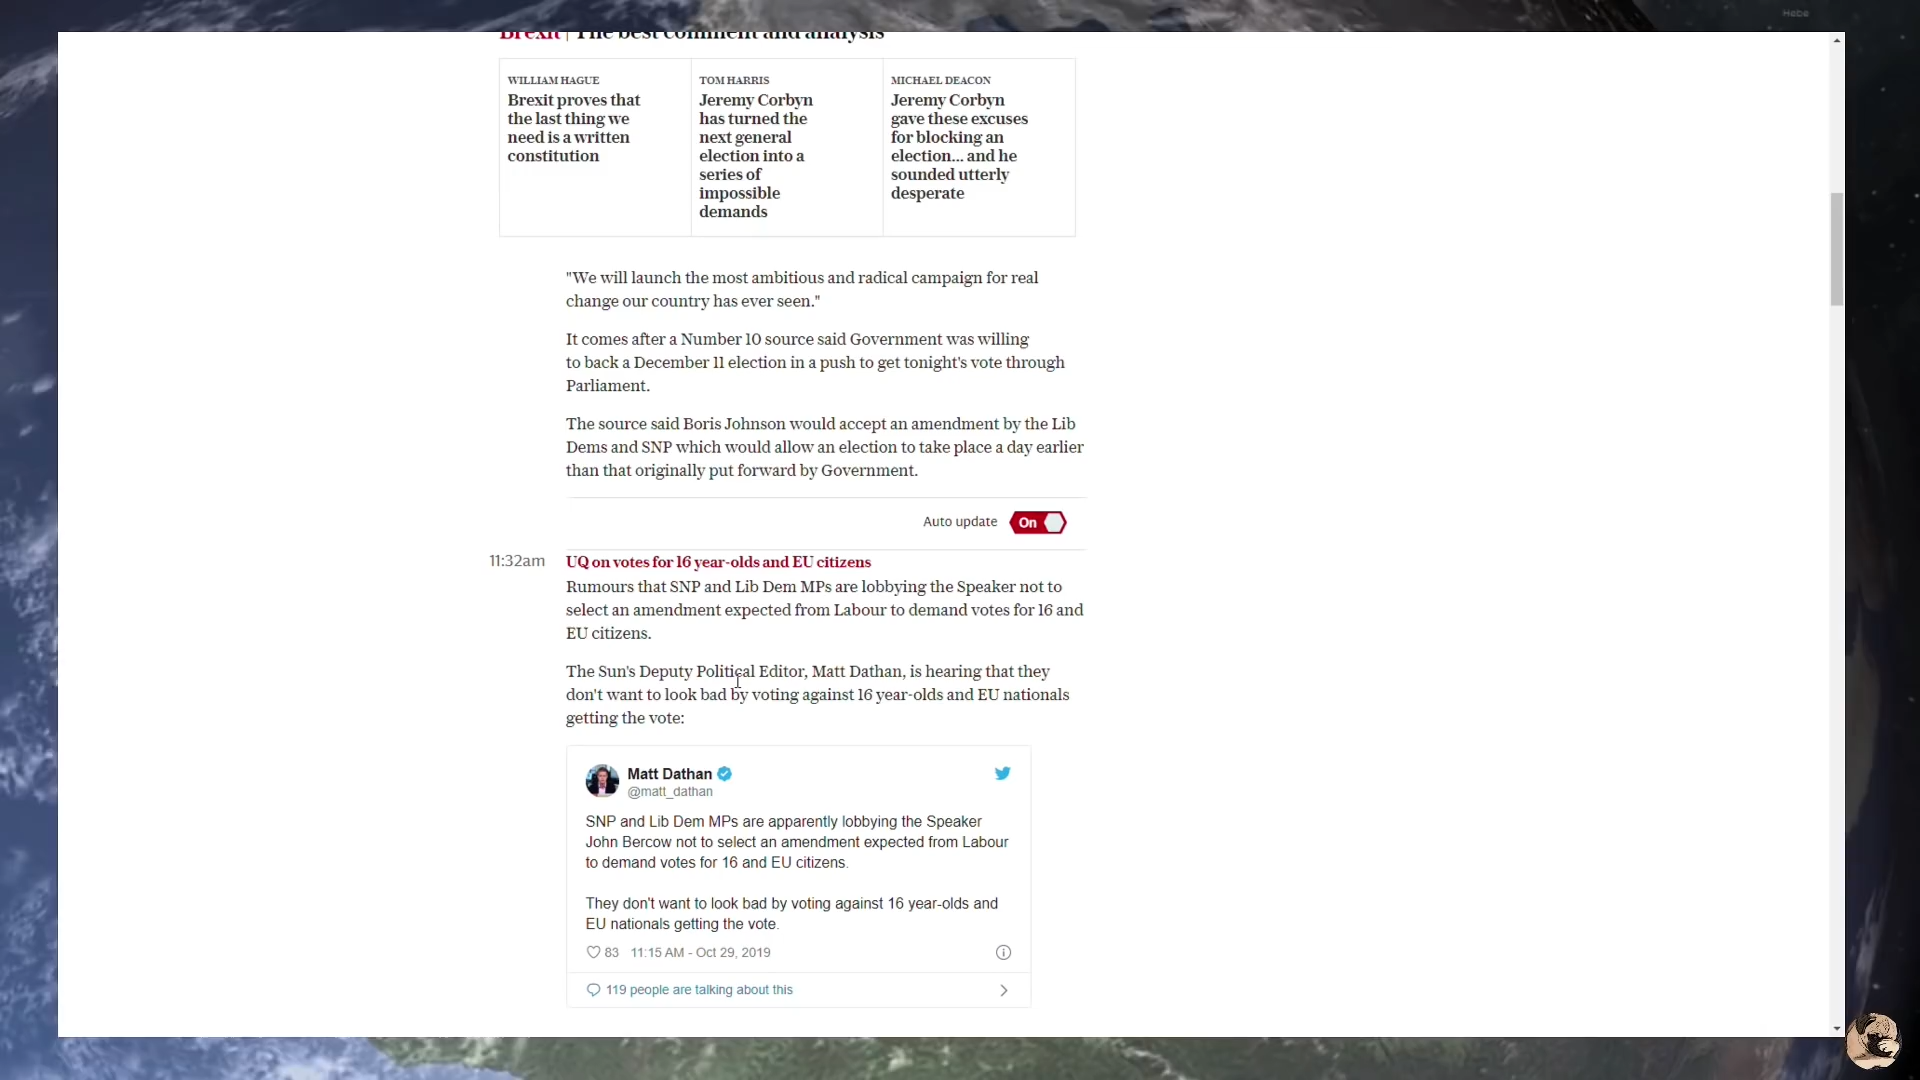 Hebe
Brexit | The best comment and analysis
WILLIAM HAGUE
Brexit proves that
the last thing we
need is a written
constitution
TOM HARRIS
Jeremy Corbyn
has turned the
next general
election into a
series of
impossible
demands
MICHAEL DEACON
Jeremy Corbyn
gave these excuses
for blocking an
election... and he
sounded utterly
desperate
"We will launch the most ambitious and radical campaign for real
change our country has ever seen."
It comes after a Number 10 source said Government was willing
to back a December 11 election in a push to get tonight's vote through
Parliament.
The source said Boris Johnson would accept an amendment by the Lib
Dems and SNP which would allow an election to take place a day earlier
than that originally put forward by Government.
Auto update On
11:32am
UQ on votes for 16 year-olds and EU citizens
Rumours that SNP and Lib Dem MPs are lobbying the Speaker not to
select an amendment expected from Labour to demand votes for 16 and
EU citizens.
The Sun's Deputy Political Editor, Matt Dathan, is hearing that they
don't want to look bad by voting against 16 year-olds and EU nationals
getting the vote:
Matt Dathan
@matt_dathan
SNP and Lib Dem MPs are apparently lobbying the Speaker
John Bercow not to select an amendment expected from Labour
to demand votes for 16 and EU citizens.
They don't want to look bad by voting against 16 year-olds and
EU nationals getting the vote.
83 11:15 AM - Oct 29, 2019
119 people are talking about this